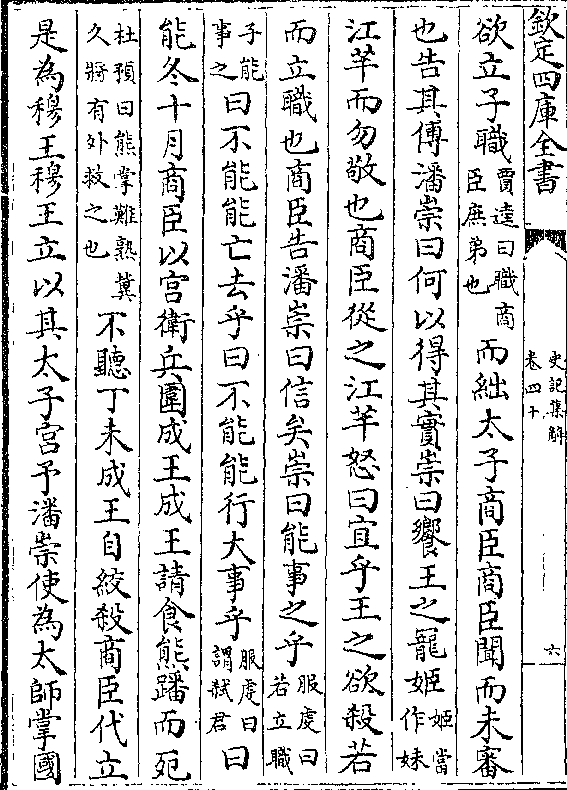 欽定四庫全書
史記集解
卷四十
六
欲立子職賈逵曰職商臣庶弟也而絀太子商臣商臣聞而未審
也告其傅潘崇曰何以得其實崇曰饗王之寵姬姬當作妹
江芈而勿敬也商臣從之江芈怒曰宜乎王之欲殺若
而立職也商臣告潘崇曰信矣崇曰能事之乎服虔曰若立職
子能事之曰不能能亡去乎曰不能能行大事乎服虔曰謂弑君曰
能冬十月商臣以宮衛兵圍成王成王請食熊蹯而死
杜預曰熊掌難熟冀久將有外救之也不聽丁未成王自絞殺商臣代立
是為穆王穆王立以其太子宮予潘崇使為太師掌國